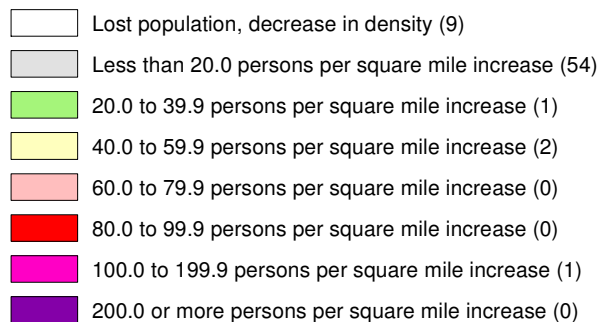 Lost population, decrease in density (9)
Less than 20.0 persons per square mile increase (54)
20.0 to 39.9 persons per square mile increase (1)
40.0 to 59.9 persons per square mile increase (2)
60.0 to 79.9 persons per square mile increase (0)
80.0 to 99.9 persons per square mile increase (0)
100.0 to 199.9 persons per square mile increase (1)
200.0 or more persons per square mile increase (0)